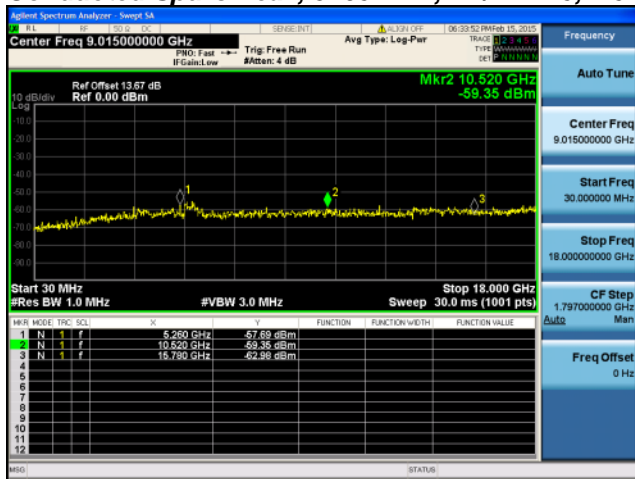 Agilent Spectrum Analyzer - Swept SA
RL RF 50 Ω DC SENSE:INT ALIGN OFF 06:33:52 PM Feb 15, 2015
Center Freq 9.015000000 GHz
PNO: Fast
IFGain:Low
Trig: Free Run
#Atten: 4 dB
Avg Type: Log-Pwr
TRACE 1 2 3 4 5 6
TYPE
DET P N N N N N
Frequency
Auto Tune
Center Freq
9.015000000 GHz
Start Freq
30.000000 MHz
Stop Freq
18.000000000 GHz
CF Step
1.797000000 GHz
Auto Man
Freq Offset
0 Hz
Mkr2 10.520 GHz
-59.35 dBm
Ref Offset 13.67 dB
10 dB/div Ref 0.00 dBm
Log
-10.0
-20.0
-30.0
-40.0
-50.0
-60.0
-70.0
-80.0
-90.0
1
2
3
Start 30 MHz Stop 18.000 GHz
#Res BW 1.0 MHz #VBW 3.0 MHz Sweep 30.0 ms (1001 pts)
MKR MODE TRC SCL X Y FUNCTION FUNCTION WIDTH FUNCTION VALUE
1 N 1 f 5.260 GHz -57.69 dBm
2 N 1 f 10.520 GHz -59.35 dBm
3 N 1 f 15.780 GHz -62.98 dBm
4
5
6
7
8
9
10
11
12
MSG STATUS